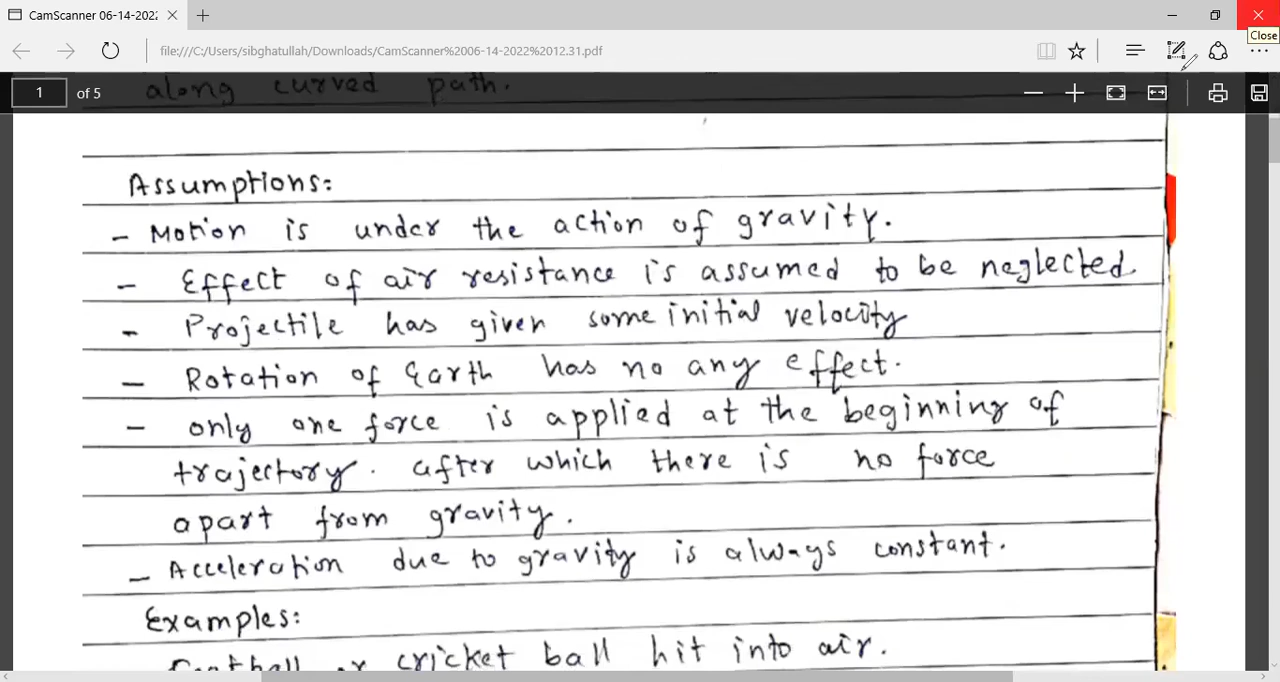 CamScanner 06-14-202
Close
file:///C:/Users/sibghatullah/Downloads/CamScanner%2006-14-2022%2012.31.pdf
1 of 5
along curved path.
Assumptions:
- Motion is under the action of gravity.
- Effect of air resistance is assumed to be neglected.
- Projectile has given some initial velocity
- Rotation of Earth has no any effect.
- only one force is applied at the beginning of
trajectory. after which there is no force
apart from gravity.
- Acceleration due to gravity is always constant.
Examples:
Football or cricket ball hit into air.